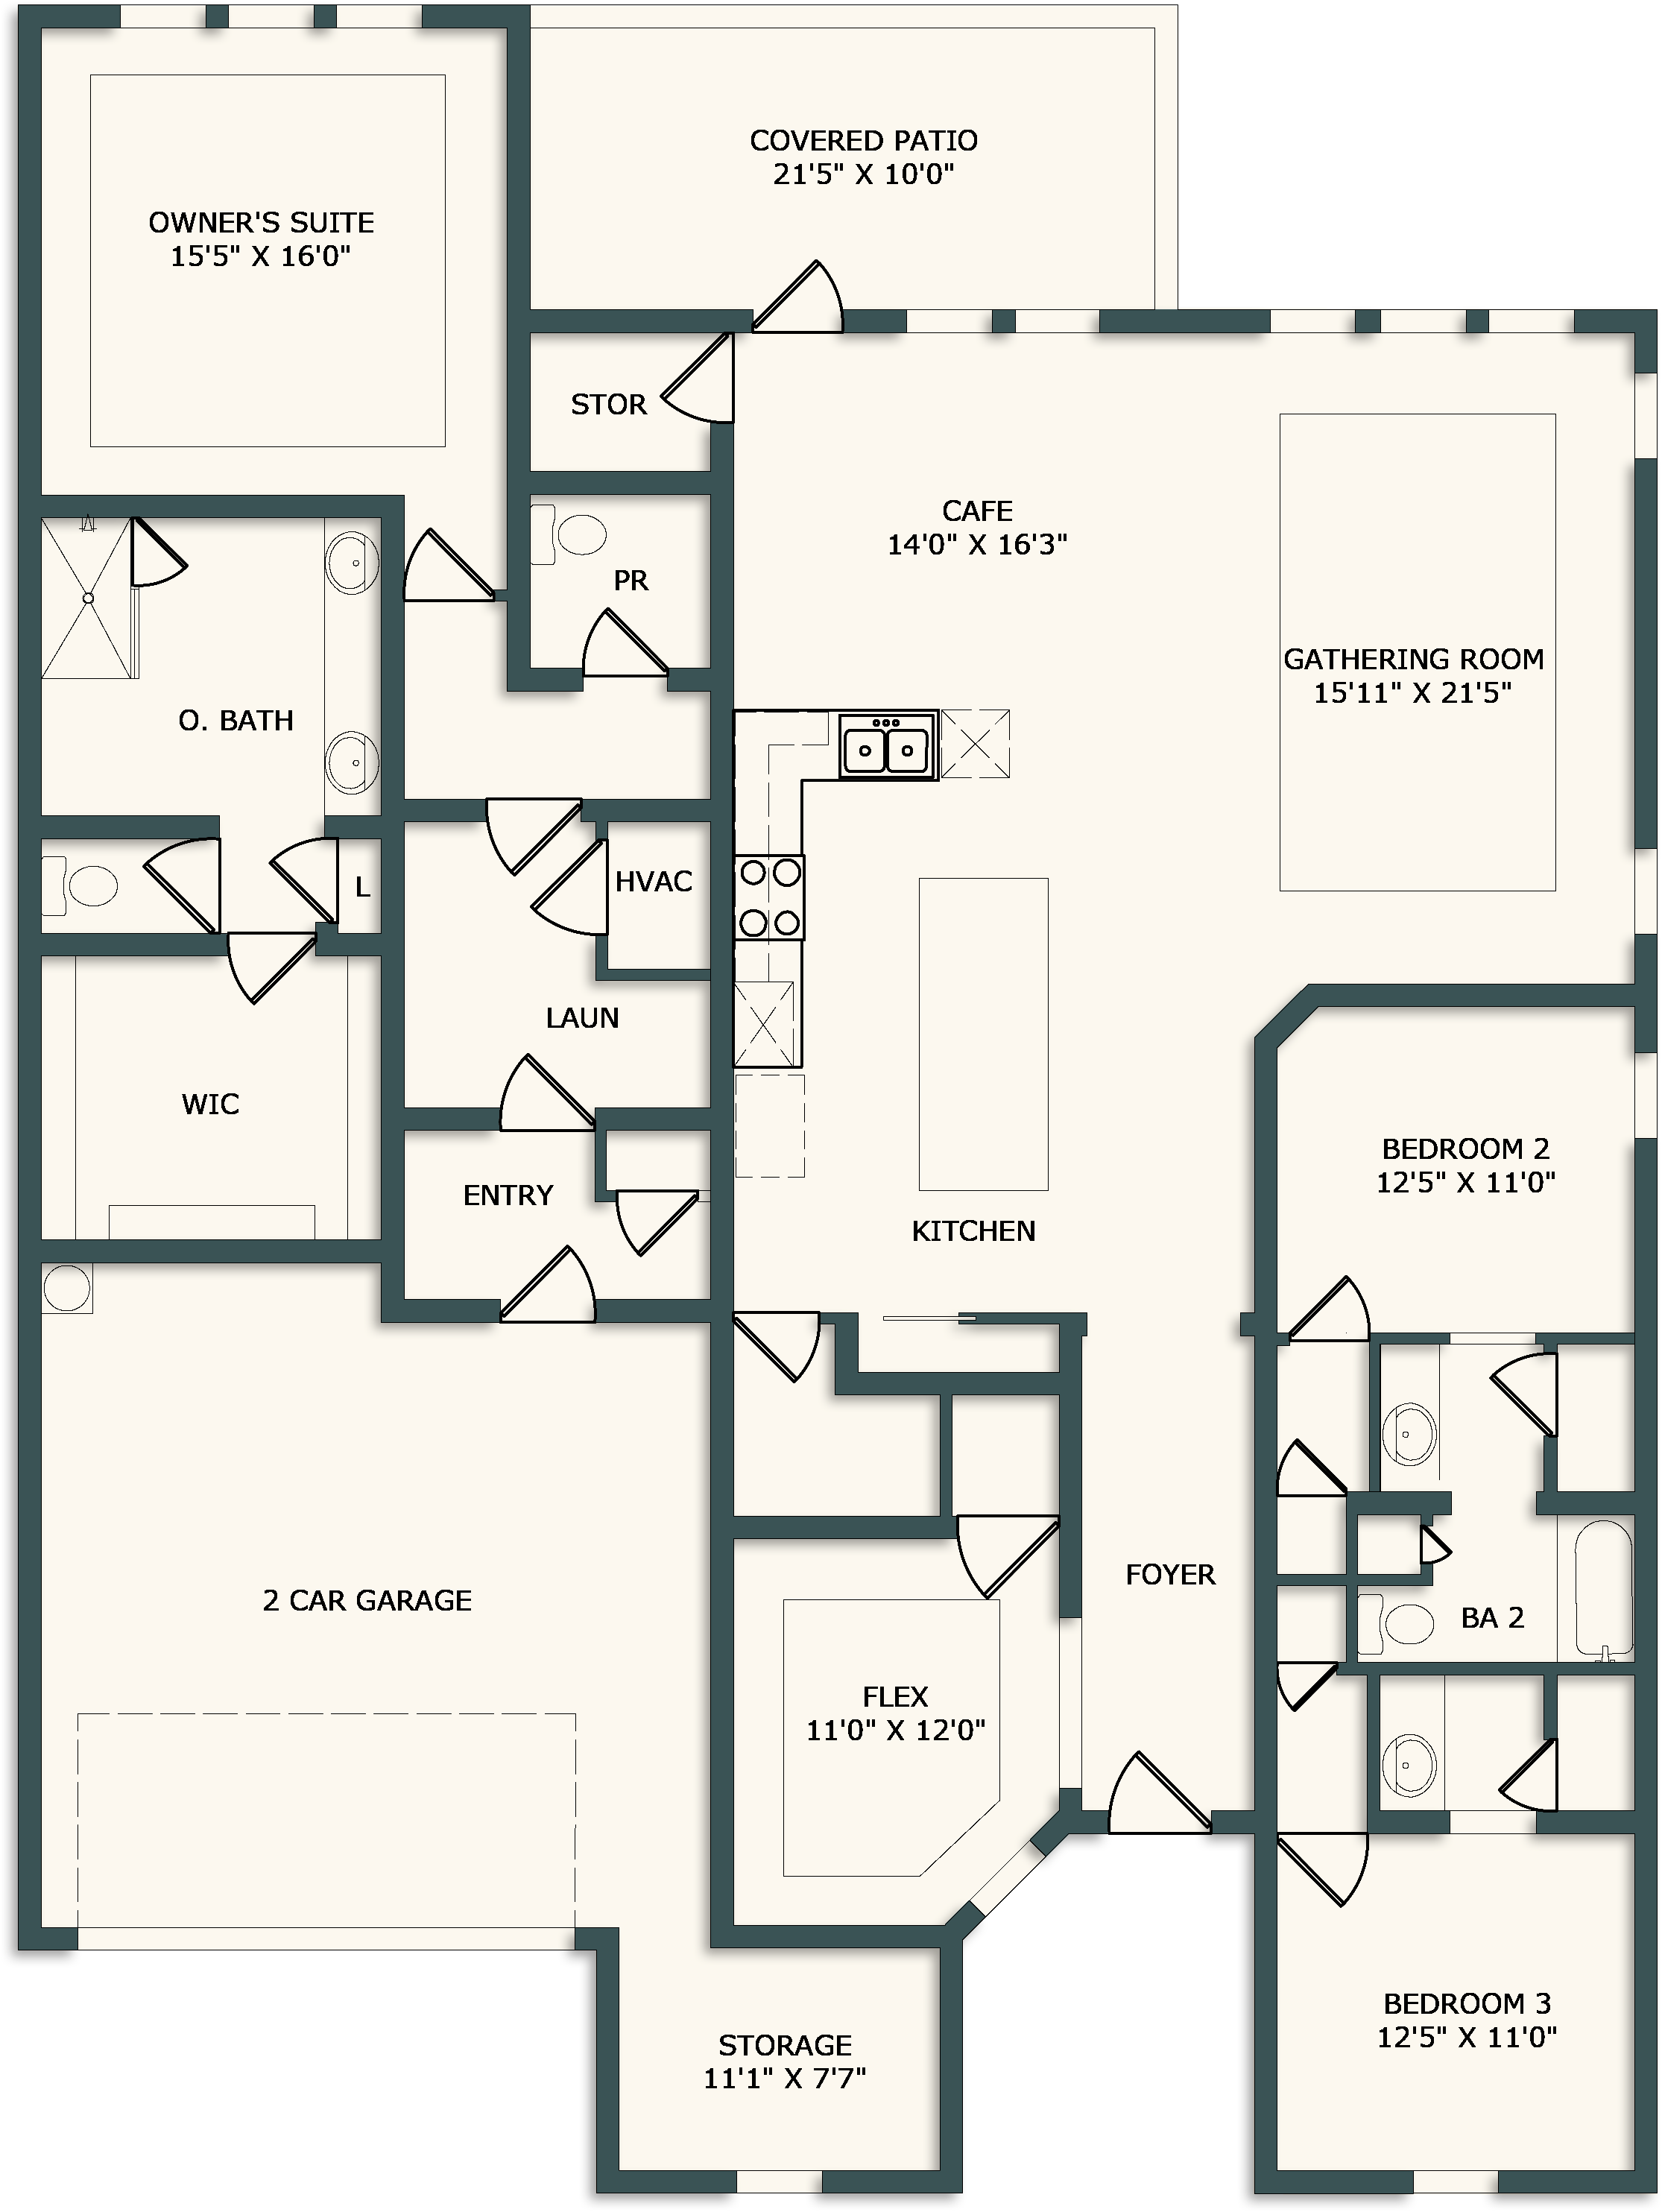 COVERED PATIO
21'5" X 10'0"
OWNER'S SUITE
15'5" X 16'0"
STOR
CAFE
14'0" X 16'3"
PR
GATHERING ROOM
15'11" X 21'5"
O. BATH
HVAC
L
LAUN
WIC
BEDROOM 2
12'5" X 11'0"
ENTRY
KITCHEN
FOYER
2 CAR GARAGE
BA 2
FLEX
11'0" X 12'0"
BEDROOM 3
12'5" X 11'0"
STORAGE
11'1" X 7'7"